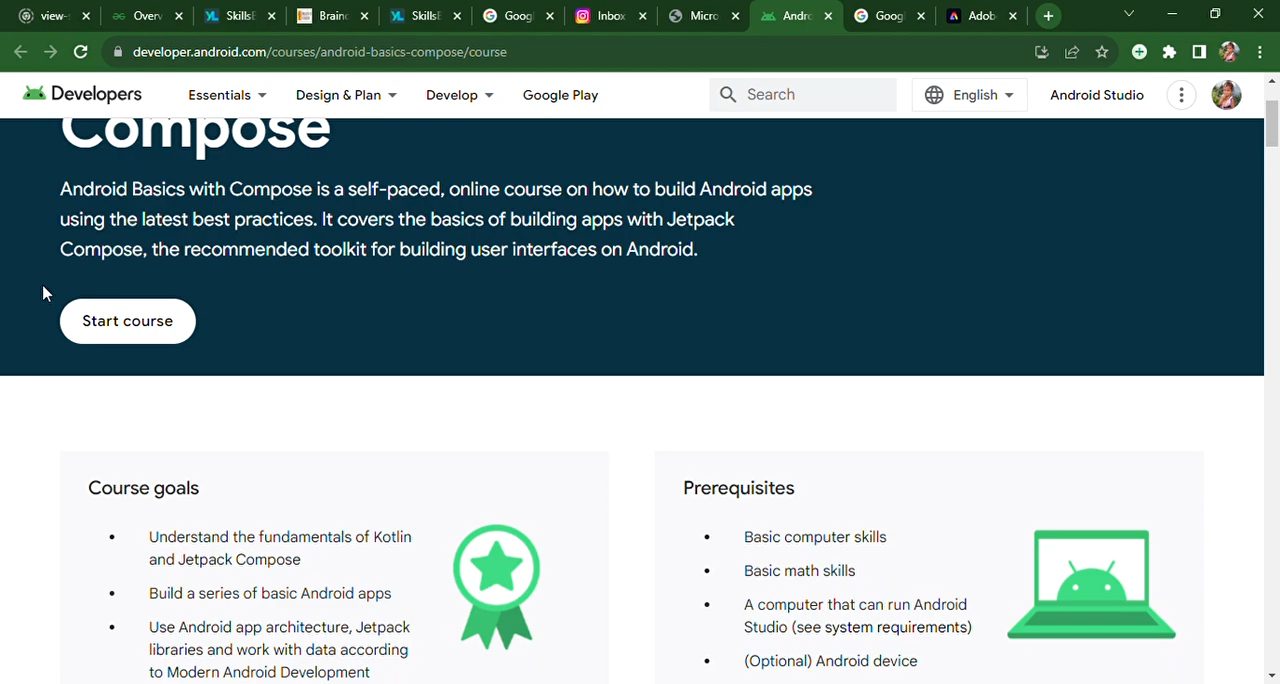 view-
Overv
SkillsE
Brainc
SkillsE
Googl
Inbox
Micro
Andro
Googl
Adob
developer.android.com/courses/android-basics-compose/course
Developers
Essentials
Design & Plan
Develop
Google Play
Search
English
Android Studio
Compose
Android Basics with Compose is a self-paced, online course on how to build Android apps
using the latest best practices. It covers the basics of building apps with Jetpack
Compose, the recommended toolkit for building user interfaces on Android.
Start course
Course goals
• Understand the fundamentals of Kotlin
and Jetpack Compose
• Build a series of basic Android apps
• Use Android app architecture, Jetpack
libraries and work with data according
to Modern Android Development
Prerequisites
• Basic computer skills
• Basic math skills
• A computer that can run Android
Studio (see system requirements)
• (Optional) Android device